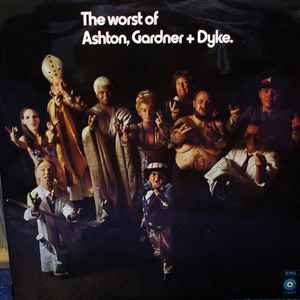 The worst of
Ashton, Gardner + Dyke.